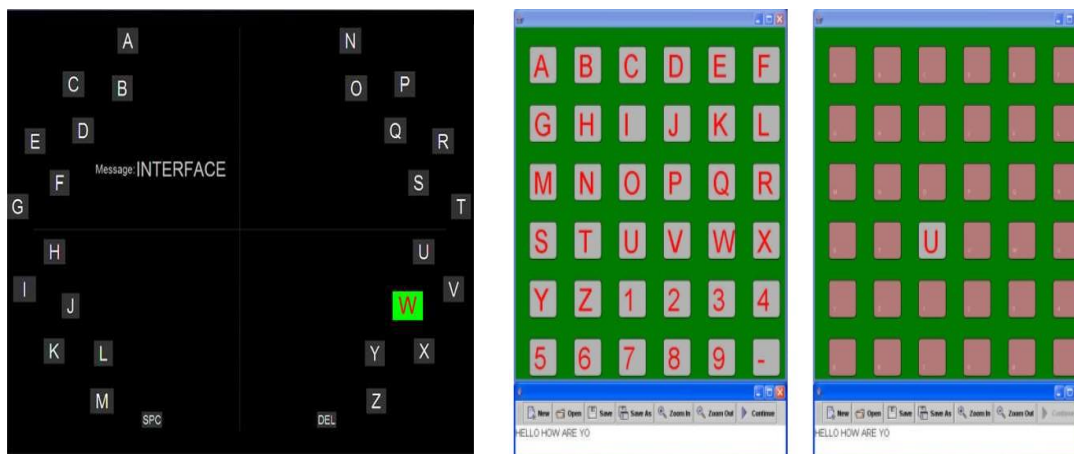 A N
C B O P
E D Q R
Message: INTERFACE
F S
G T
H U
I V
J W
K L Y X
M Z
SPC DEL
A B C D E F
G H I J K L
M N O P Q R
S T U V W X
Y Z 1 2 3 4
5 6 7 8 9 -
New Open Save Save As Zoom In Zoom Out Continue
HELLO HOW ARE YO
U
New Open Save Save As Zoom In Zoom Out Continue
HELLO HOW ARE YO